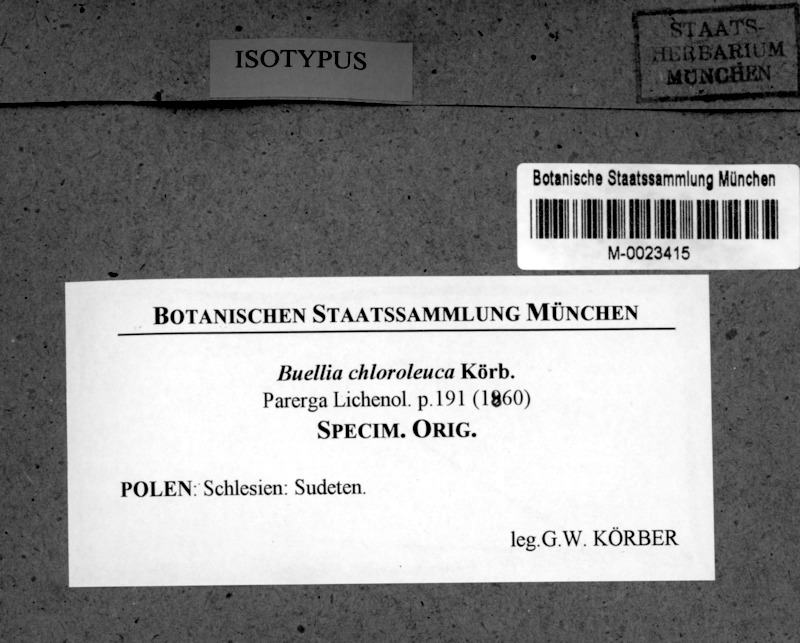 ISOTYPUS
STAATS-
HERBARIUM
MÜNCHEN
Botanische Staatssammlung München
M-0023415
BOTANISCHEN STAATSSAMMLUNG MÜNCHEN
Buellia chloroleuca Körb.
Parerga Lichenol. p.191 (1860)
SPECIM. ORIG.
POLEN: Schlesien: Sudeten.
leg.G.W. KÖRBER